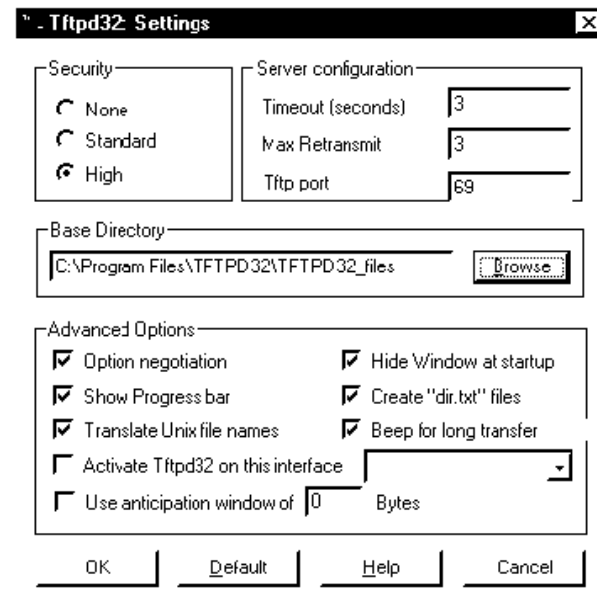 Tftpd32: Settings
Security
None
Standard
High
Server configuration
Timeout (seconds) 3
Max Retransmit 3
Tftp port 69
Base Directory
C:\Program Files\TFTPD32\TFTPD32_files Browse
Advanced Options
Option negotiation
Hide Window at startup
Show Progress bar
Create "dir.txt" files
Translate Unix file names
Beep for long transfer
Activate Tftpd32 on this interface
Use anticipation window of 0 Bytes
OK Default Help Cancel